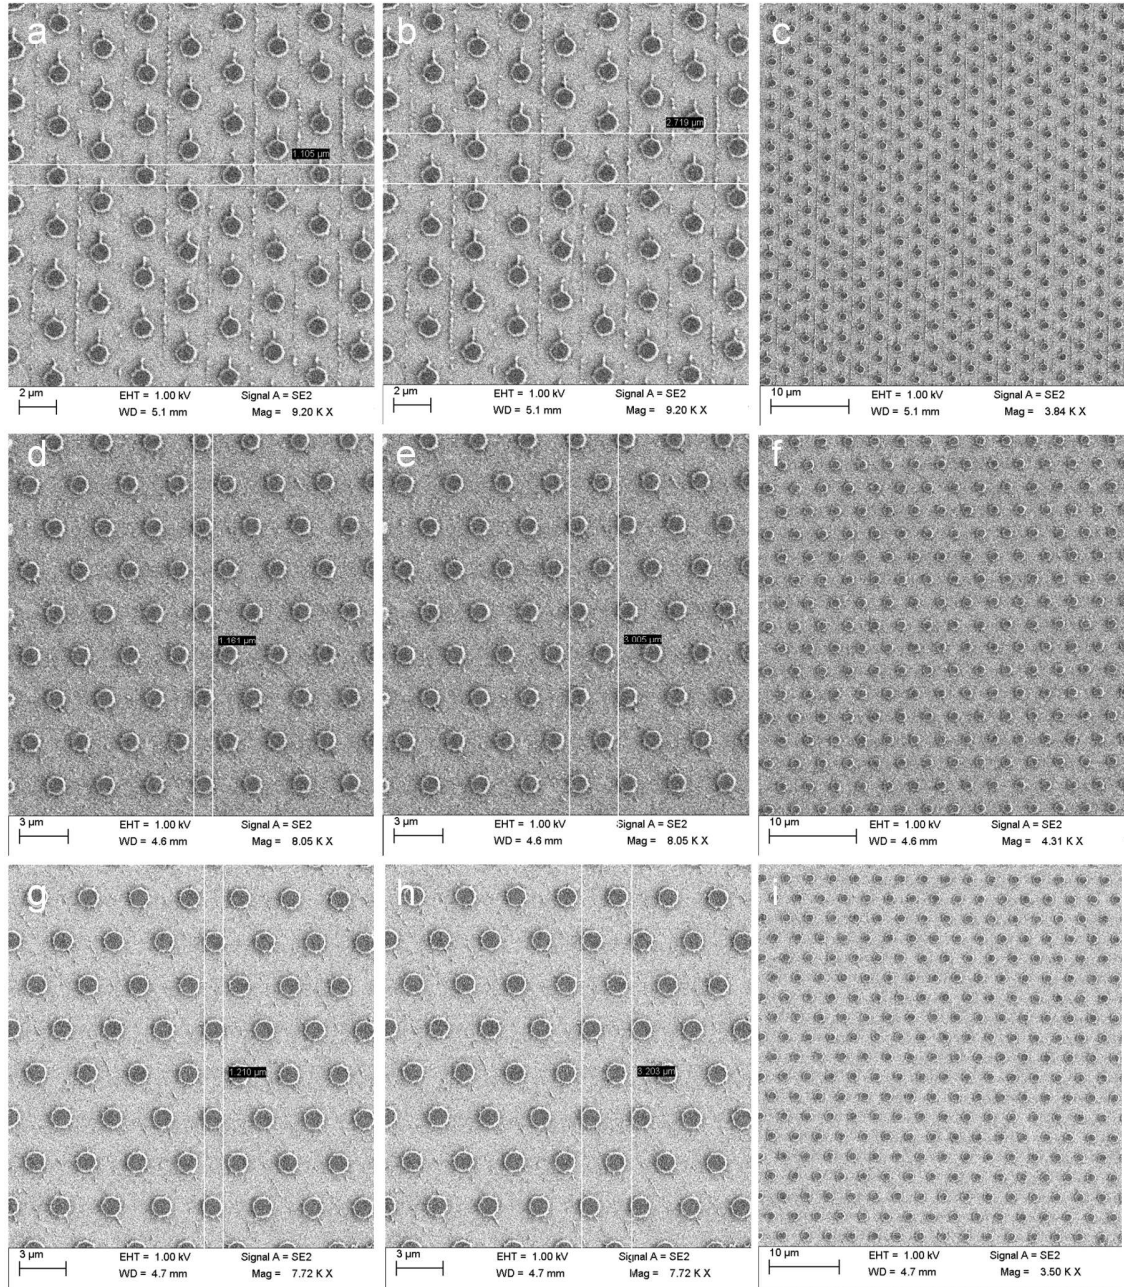 a
b
c
1.105 µm
2.719 µm
2 µm
EHT = 1.00 kV
Signal A = SE2
WD = 5.1 mm
Mag = 9.20 K X
2 µm
EHT = 1.00 kV
Signal A = SE2
WD = 5.1 mm
Mag = 9.20 K X
10 µm
EHT = 1.00 kV
Signal A = SE2
WD = 5.1 mm
Mag = 3.84 K X
d
e
f
1.161 µm
3.005 µm
3 µm
EHT = 1.00 kV
Signal A = SE2
WD = 4.6 mm
Mag = 8.05 K X
3 µm
EHT = 1.00 kV
Signal A = SE2
WD = 4.6 mm
Mag = 8.05 K X
10 µm
EHT = 1.00 kV
Signal A = SE2
WD = 4.6 mm
Mag = 4.31 K X
g
h
i
1.210 µm
3.203 µm
3 µm
EHT = 1.00 kV
Signal A = SE2
WD = 4.7 mm
Mag = 7.72 K X
3 µm
EHT = 1.00 kV
Signal A = SE2
WD = 4.7 mm
Mag = 7.72 K X
10 µm
EHT = 1.00 kV
Signal A = SE2
WD = 4.7 mm
Mag = 3.50 K X